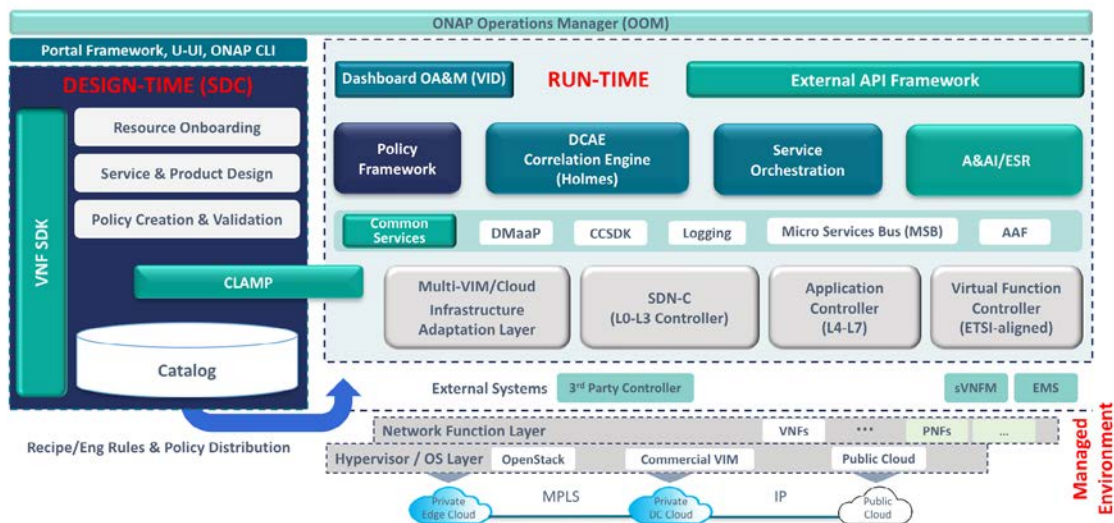 ONAP Operations Manager (OOM)
Portal Framework, U-UI, ONAP CLI
DESIGN-TIME (SDC)
VNF SDK
Resource Onboarding
Service & Product Design
Policy Creation & Validation
CLAMP
Catalog
Recipe/Eng Rules & Policy Distribution
Dashboard OA&M (VID)
RUN-TIME
External API Framework
Policy
Framework
DCAE
Correlation Engine
(Holmes)
Service
Orchestration
A&AI/ESR
Common
Services
DMaaP
CCSDK
Logging
Micro Services Bus (MSB)
AAF
Multi-VIM/Cloud
Infrastructure
Adaptation Layer
SDN-C
(L0-L3 Controller)
Application
Controller
(L4-L7)
Virtual Function
Controller
(ETSI-aligned)
External Systems
3rd Party Controller
sVNFM
EMS
Network Function Layer
VNFs
...
PNFs
...
Hypervisor / OS Layer
OpenStack
Commercial VIM
Public Cloud
Private
Edge Cloud
MPLS
Private
DC Cloud
IP
Public
Cloud
Managed
Environment